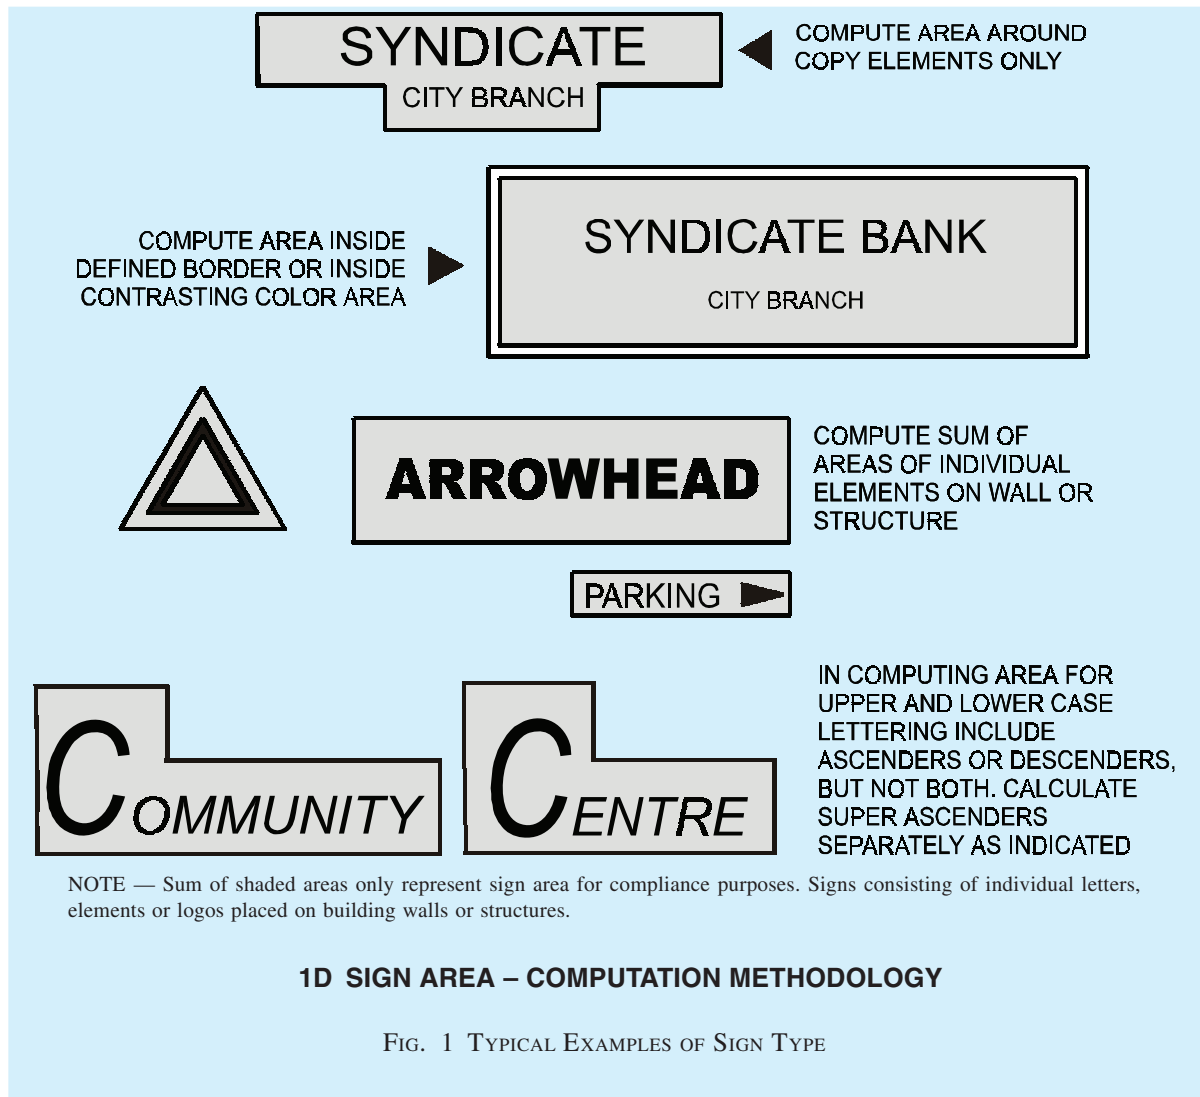 SYNDICATE
CITY BRANCH
COMPUTE AREA AROUND
COPY ELEMENTS ONLY
COMPUTE AREA INSIDE
DEFINED BORDER OR INSIDE
CONTRASTING COLOR AREA
SYNDICATE BANK
CITY BRANCH
ARROWHEAD
COMPUTE SUM OF
AREAS OF INDIVIDUAL
ELEMENTS ON WALL OR
STRUCTURE
PARKING
COMMUNITY
CENTRE
IN COMPUTING AREA FOR
UPPER AND LOWER CASE
LETTERING INCLUDE
ASCENDERS OR DESCENDERS,
BUT NOT BOTH. CALCULATE
SUPER ASCENDERS
SEPARATELY AS INDICATED
NOTE — Sum of shaded areas only represent sign area for compliance purposes. Signs consisting of individual letters,
elements or logos placed on building walls or structures.
1D SIGN AREA – COMPUTATION METHODOLOGY
FIG. 1 TYPICAL EXAMPLES OF SIGN TYPE